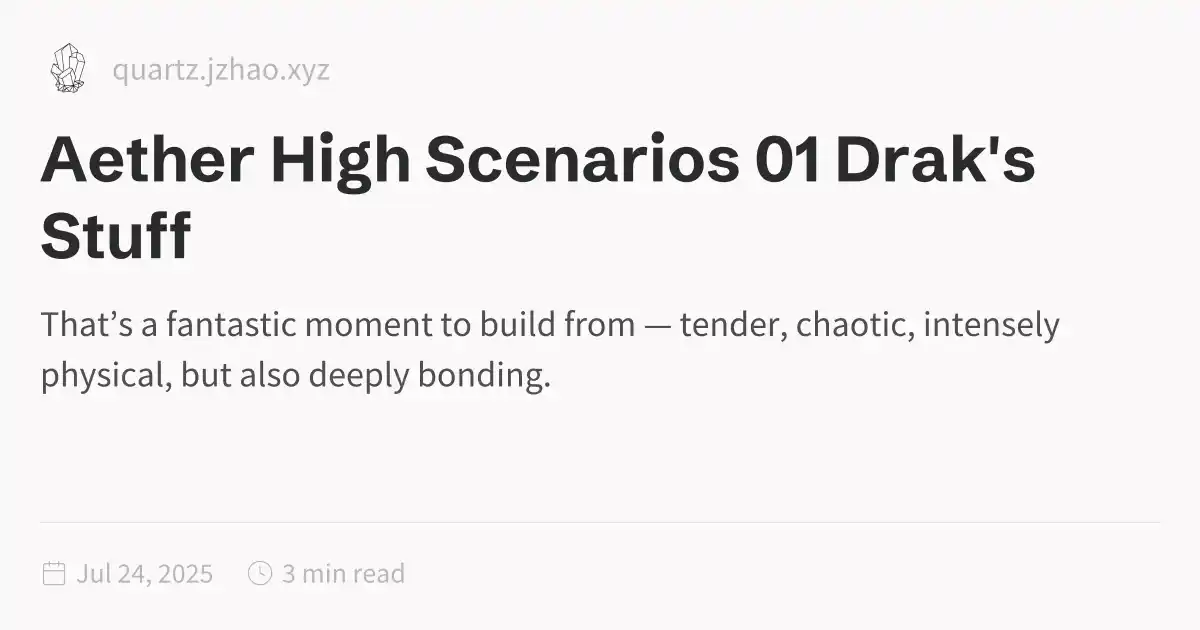 quartz.jzhao.xyz
Aether High Scenarios 01 Drak's
Stuff
That’s a fantastic moment to build from — tender, chaotic, intensely
physical, but also deeply bonding.
Jul 24, 2025 3 min read